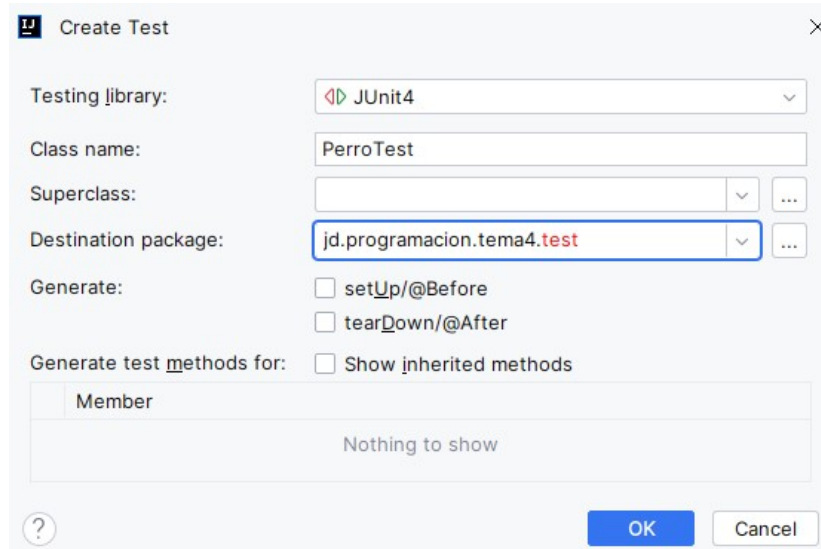 Create Test
Testing library: JUnit4
Class name: PerroTest
Superclass: ...
Destination package: jd.programacion.tema4.test ...
Generate: setUp/@Before
tearDown/@After
Generate test methods for: Show inherited methods
Member
Nothing to show
? OK Cancel